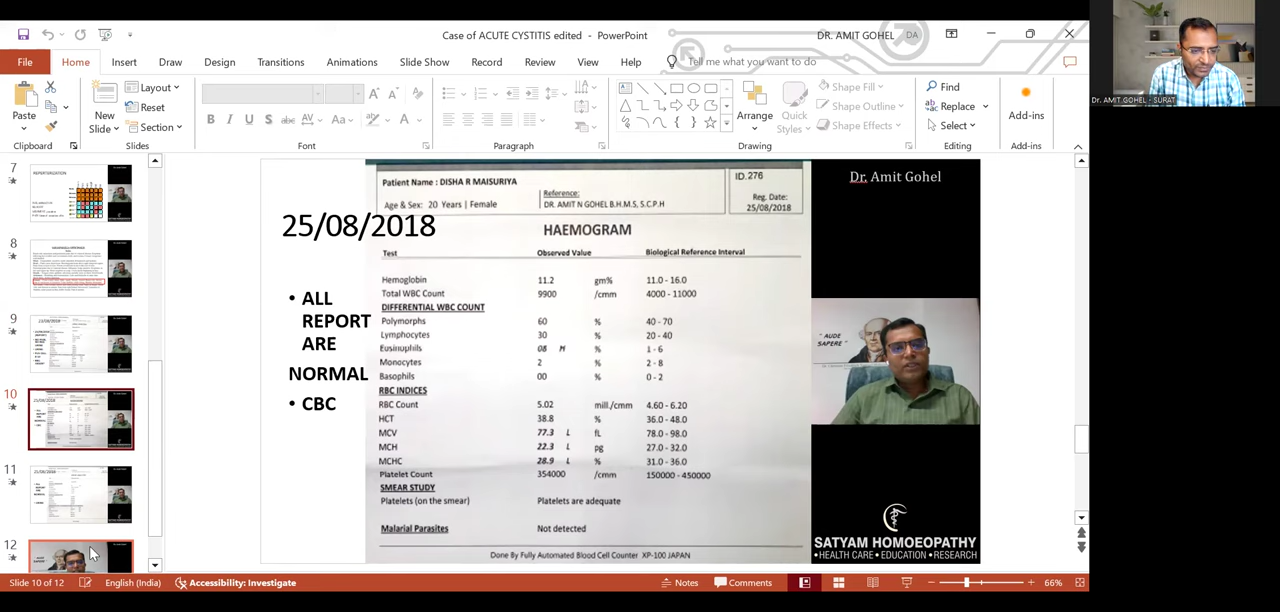 Case of ACUTE CYSTITIS edited - PowerPoint
DR. AMIT GOHEL DA
File Home Insert Draw Design Transitions Animations Slide Show Record Review View Help Tell me what you want to do
Paste
Clipboard
New Slide
Layout
Reset
Section
Slides
B I U S abc AV Aa A
Font
Paragraph
Arrange
Quick Styles
Shape Fill
Shape Outline
Shape Effects
Drawing
Find
Replace
Select
Editing
Add-ins
Add-ins
Dr. AMIT GOHEL - SURAT
7
REPERTORIZATION
8
9
10
11
12
25/08/2018
• ALL
REPORT
ARE
NORMAL
• CBC
Patient Name : DISHA R MAISURIYA
Age & Sex: 20 Years | Female
Reference:
DR. AMIT N GOHEL B.H.M.S, S.C.P.H
ID.276
Reg. Date:
25/08/2018
HAEMOGRAM
Test Observed Value Biological Reference Interval
Hemoglobin 11.2 gm% 11.0 - 16.0
Total WBC Count 9900 /cmm 4000 - 11000
DIFFERENTIAL WBC COUNT
Polymorphs 60 % 40 - 70
Lymphocytes 30 % 20 - 40
Eusinuphils 08 H % 1 - 6
Monocytes 2 % 2 - 8
Basophils 00 % 0 - 2
RBC INDICES
RBC Count 5.02 mill./cmm 4.60 - 6.20
HCT 38.8 % 36.0 - 48.0
MCV 77.3 L fL 78.0 - 98.0
MCH 22.3 L pg 27.0 - 32.0
MCHC 28.9 L % 31.0 - 36.0
Platelet Count 354000 /cmm 150000 - 450000
SMEAR STUDY
Platelets (on the smear) Platelets are adequate
Malarial Parasites Not detected
Done By Fully Automated Blood Cell Counter XP-100 JAPAN
Dr. Amit Gohel
" AUDE
SAPERE "
SATYAM HOMOEOPATHY
•HEALTH CARE •EDUCATION •RESEARCH
Slide 10 of 12 English (India) Accessibility: Investigate Notes Comments 66%